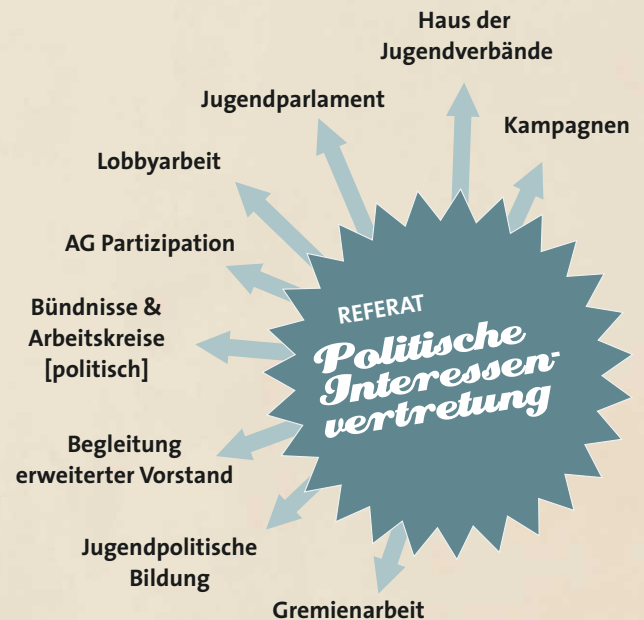 Haus der
Jugendverbände
Jugendparlament
Kampagnen
Lobbyarbeit
AG Partizipation
Bündnisse &
Arbeitskreise
[politisch]
REFERAT
Politische
Interessen-
vertretung
Begleitung
erweiterter Vorstand
Jugendpolitische
Bildung
Gremienarbeit